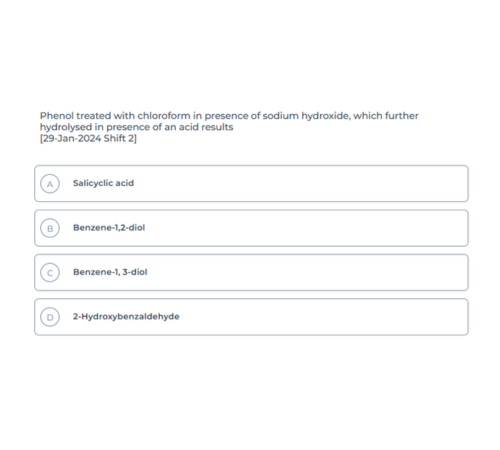 Phenol treated with chloroform in presence of sodium hydroxide, which further
hydrolysed in presence of an acid results
[29-Jan-2024 Shift 2]
A Salicyclic acid
B Benzene-1,2-diol
C Benzene-1, 3-diol
D 2-Hydroxybenzaldehyde